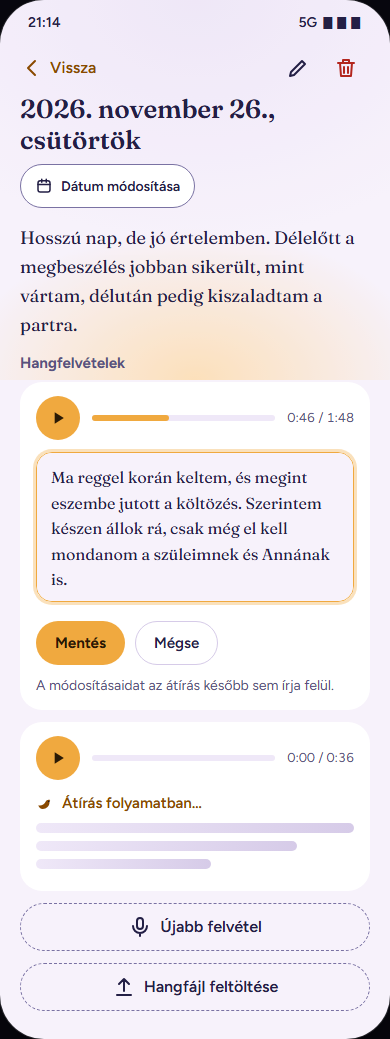 21:14
5G
Vissza
2026. november 26.,
csütörtök
Dátum módosítása
Hosszú nap, de jó értelemben. Délelőtt a
megbeszélés jobban sikerült, mint
vártam, délután pedig kiszaladtam a
partra.
Hangfelvételek
0:46 / 1:48
Ma reggel korán keltem, és megint
eszembe jutott a költözés. Szerintem
készen állok rá, csak még el kell
mondanom a szüleimnek és Annának
is.
Mentés
Mégse
A módosításaidat az átírás később sem írja felül.
0:00 / 0:36
Átírás folyamatban...
Újabb felvétel
Hangfájl feltöltése